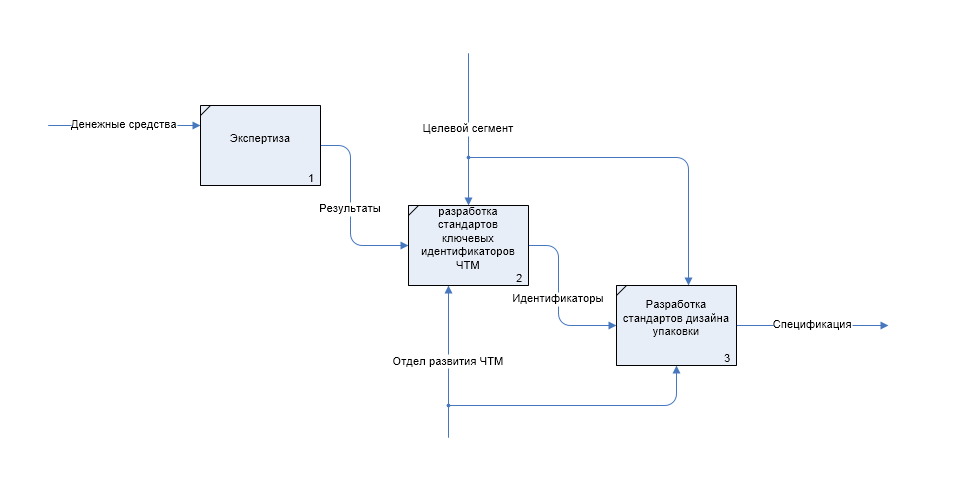 Денежные средства
Экспертиза
1
Целевой сегмент
Результаты
разработка
стандартов
ключевых
идентификаторов
ЧТМ
2
Идентификаторы
Разработка
стандартов дизайна
упаковки
3
Спецификация
Отдел развития ЧТМ